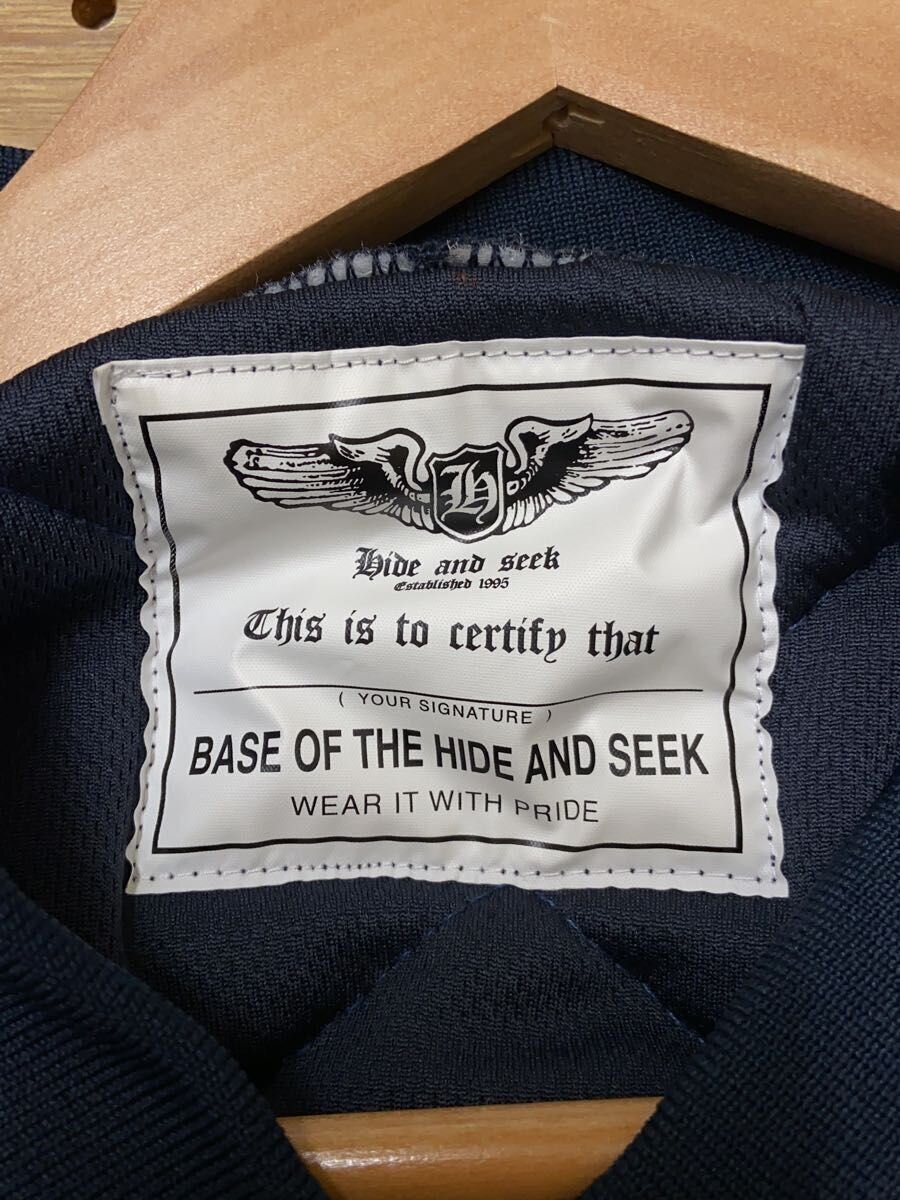 H
Hide and seek
Established 1995
This is to certify that
( YOUR SIGNATURE )
BASE OF THE HIDE AND SEEK
WEAR IT WITH PRIDE